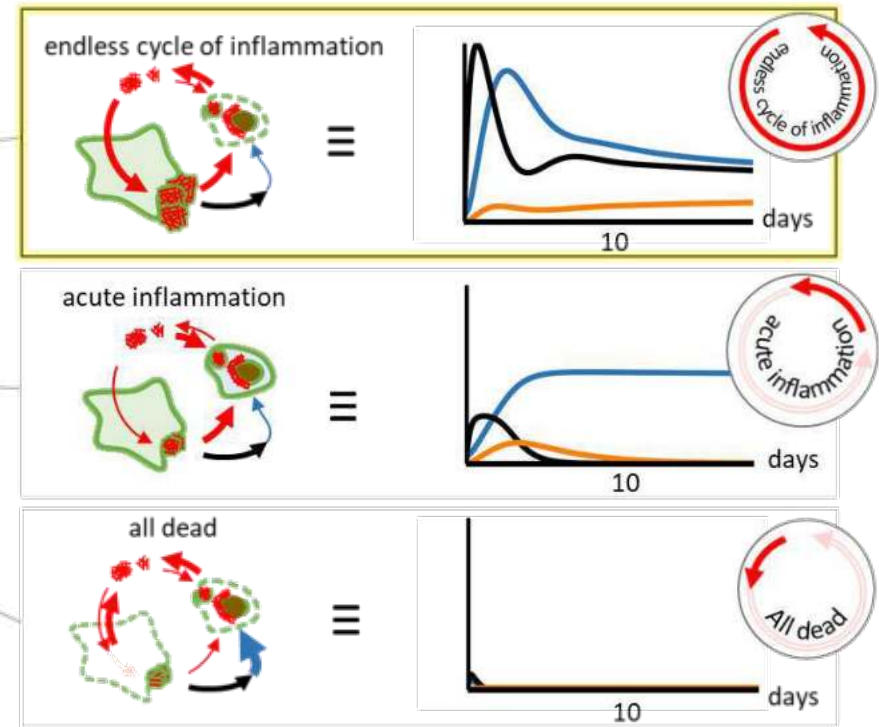 endless cycle of inflammation
≡
days
10
endless cycle of inflammation
acute inflammation
≡
days
10
acute inflammation
all dead
≡
days
10
All dead